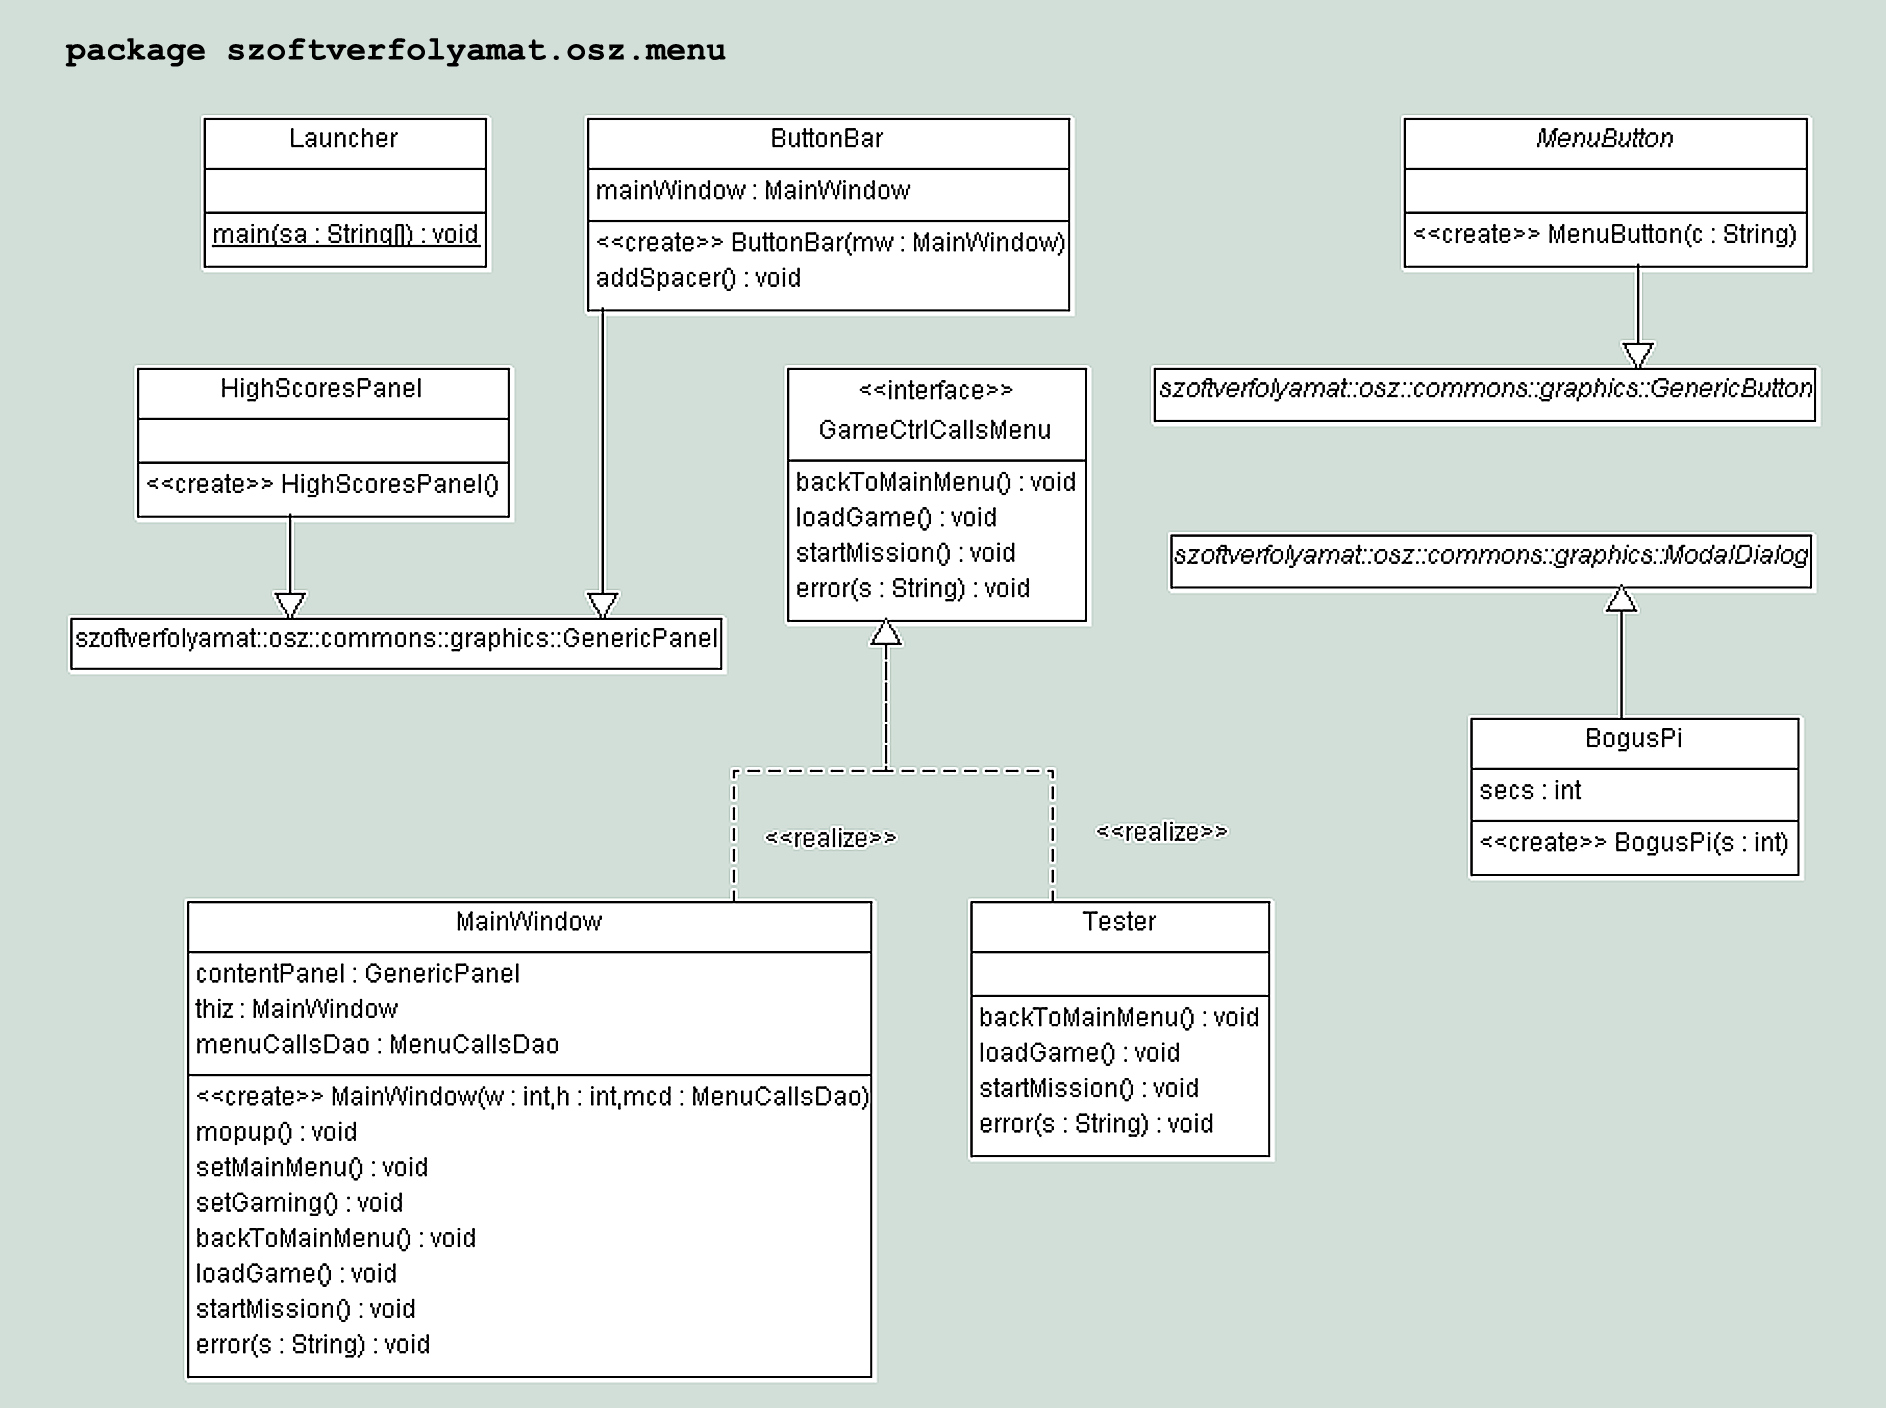 package szoftverfolyamat.osz.menu
Launcher
main(sa : String[]) : void
ButtonBar
mainWindow : MainWindow
<<create>> ButtonBar(mw : MainWindow)
addSpacer() : void
MenuButton
<<create>> MenuButton(c : String)
HighScoresPanel
<<create>> HighScoresPanel()
<<interface>>
GameCtrlCallsMenu
backToMainMenu() : void
loadGame() : void
startMission() : void
error(s : String) : void
szoftverfolyamat::osz::commons::graphics::GenericButton
szoftverfolyamat::osz::commons::graphics::ModalDialog
szoftverfolyamat::osz::commons::graphics::GenericPanel
BogusPi
secs : int
<<create>> BogusPi(s : int)
<<realize>>
<<realize>>
MainWindow
contentPanel : GenericPanel
thiz : MainWindow
menuCallsDao : MenuCallsDao
<<create>> MainWindow(w : int,h : int,mcd : MenuCallsDao)
mopup() : void
setMainMenu() : void
setGaming() : void
backToMainMenu() : void
loadGame() : void
startMission() : void
error(s : String) : void
Tester
backToMainMenu() : void
loadGame() : void
startMission() : void
error(s : String) : void